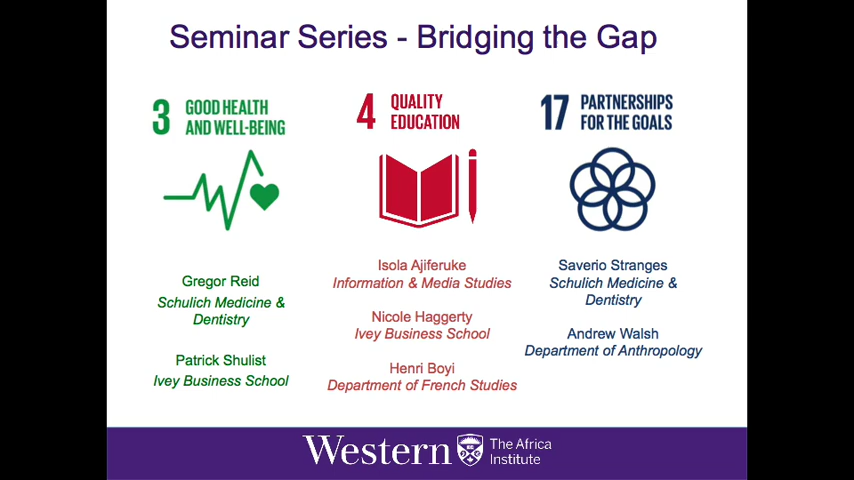 Seminar Series - Bridging the Gap
3 GOOD HEALTH
AND WELL-BEING
Gregor Reid
Schulich Medicine &
Dentistry
Patrick Shulist
Ivey Business School
4 QUALITY
EDUCATION
Isola Ajiferuke
Information & Media Studies
Nicole Haggerty
Ivey Business School
Henri Boyi
Department of French Studies
17 PARTNERSHIPS
FOR THE GOALS
Saverio Stranges
Schulich Medicine &
Dentistry
Andrew Walsh
Department of Anthropology
Western The Africa
Institute